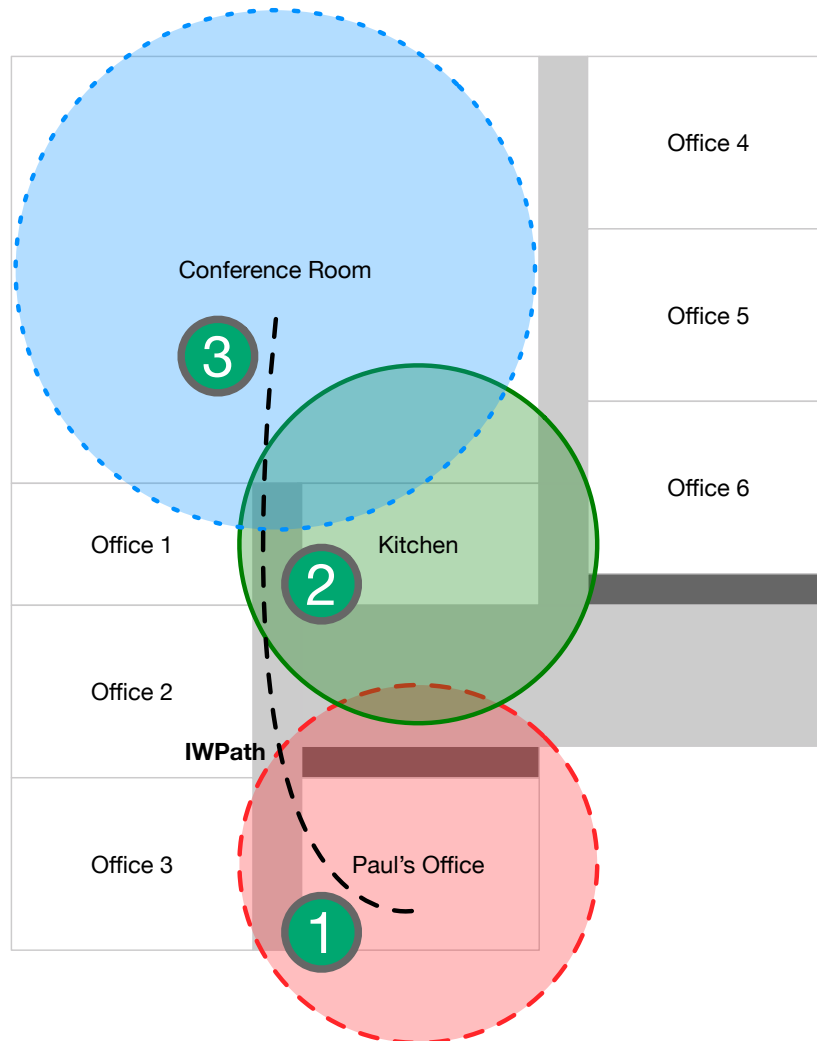 Office 4
Conference Room
Office 5
3
Office 6
Office 1
Kitchen
2
Office 2
IWPath
Office 3
Paul's Office
1